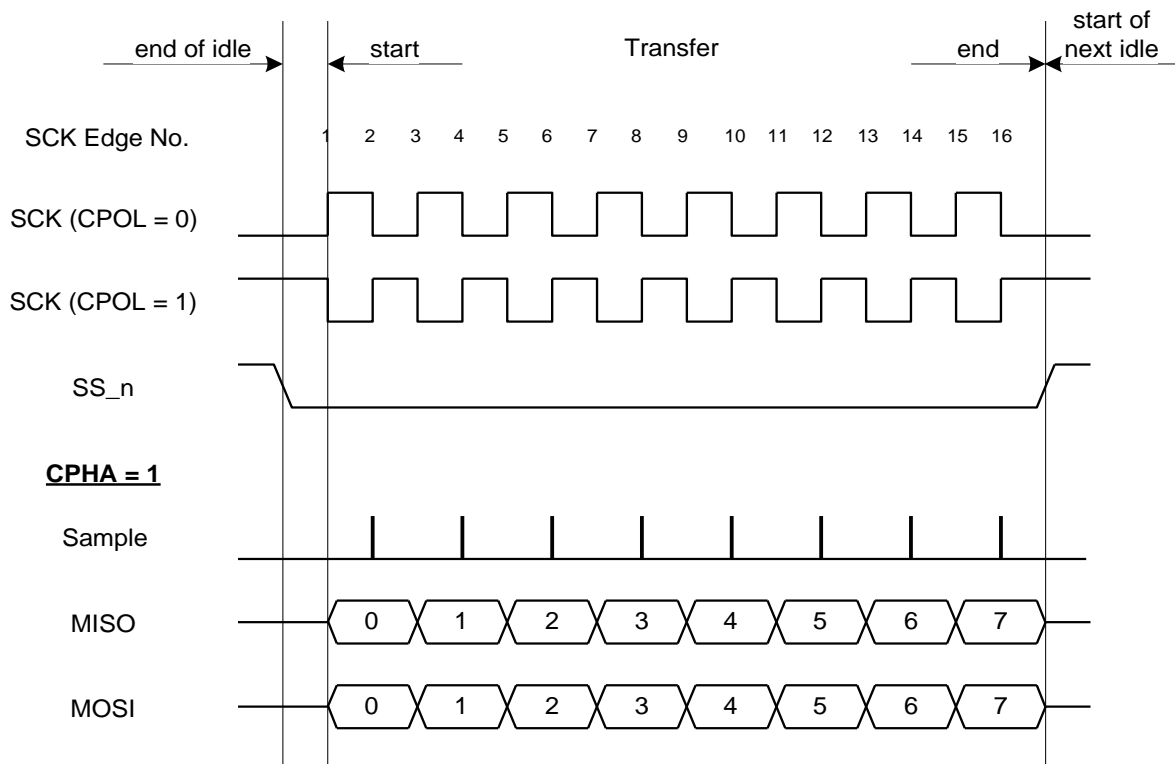 end of idle
start
Transfer
end
start of
next idle
SCK Edge No.
1 2 3 4 5 6 7 8 9 10 11 12 13 14 15 16
SCK (CPOL = 0)
SCK (CPOL = 1)
SS_n
CPHA = 1
Sample
MISO
0 1 2 3 4 5 6 7
MOSI
0 1 2 3 4 5 6 7